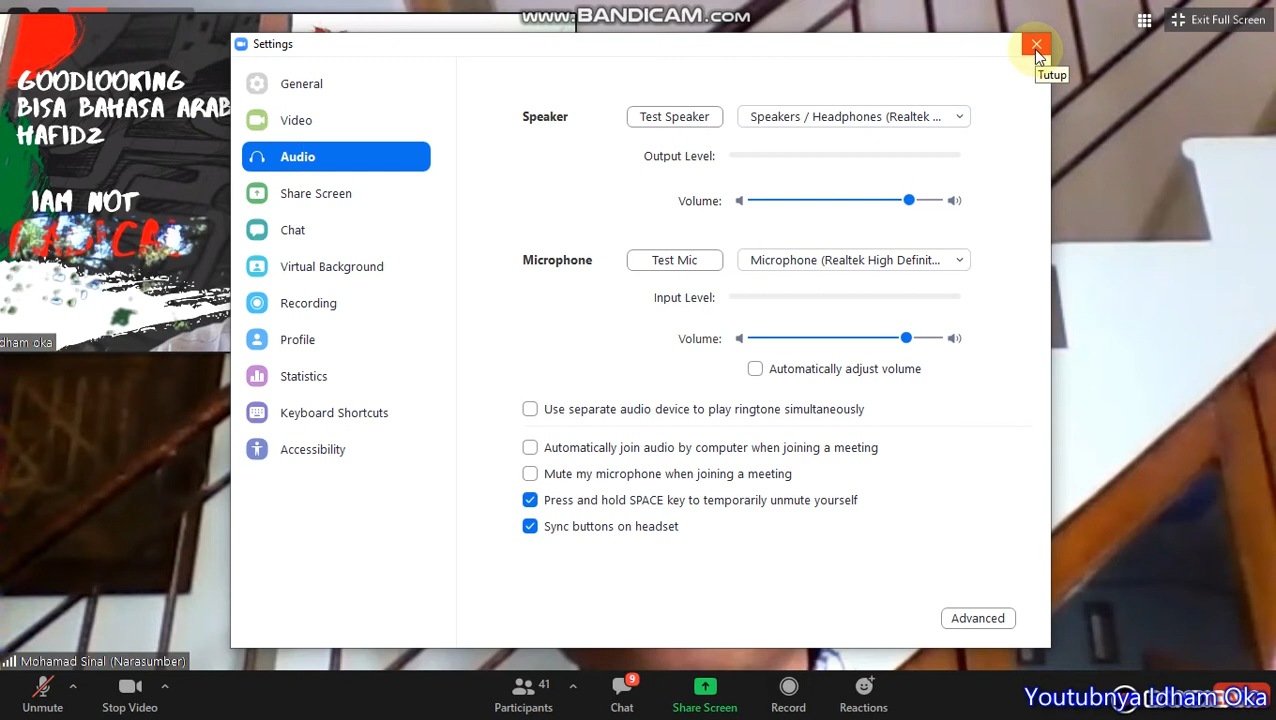 WWW.BANDICAM.COM
Exit Full Screen
Settings
Tutup
GOODLOOKING
BISA BAHASA ARAB
HAFIDZ
IAM NOT
dham oka
General
Video
Audio
Share Screen
Chat
Virtual Background
Recording
Profile
Statistics
Keyboard Shortcuts
Accessibility
Speaker
Test Speaker
Speakers / Headphones (Realtek ...
Output Level:
Volume:
Microphone
Test Mic
Microphone (Realtek High Definit...
Input Level:
Volume:
Automatically adjust volume
Use separate audio device to play ringtone simultaneously
Automatically join audio by computer when joining a meeting
Mute my microphone when joining a meeting
Press and hold SPACE key to temporarily unmute yourself
Sync buttons on headset
Advanced
Mohamad Sinal (Narasumber)
Unmute
Stop Video
Participants
41
Chat
9
Share Screen
Record
Reactions
Youtubnya Idham Oka